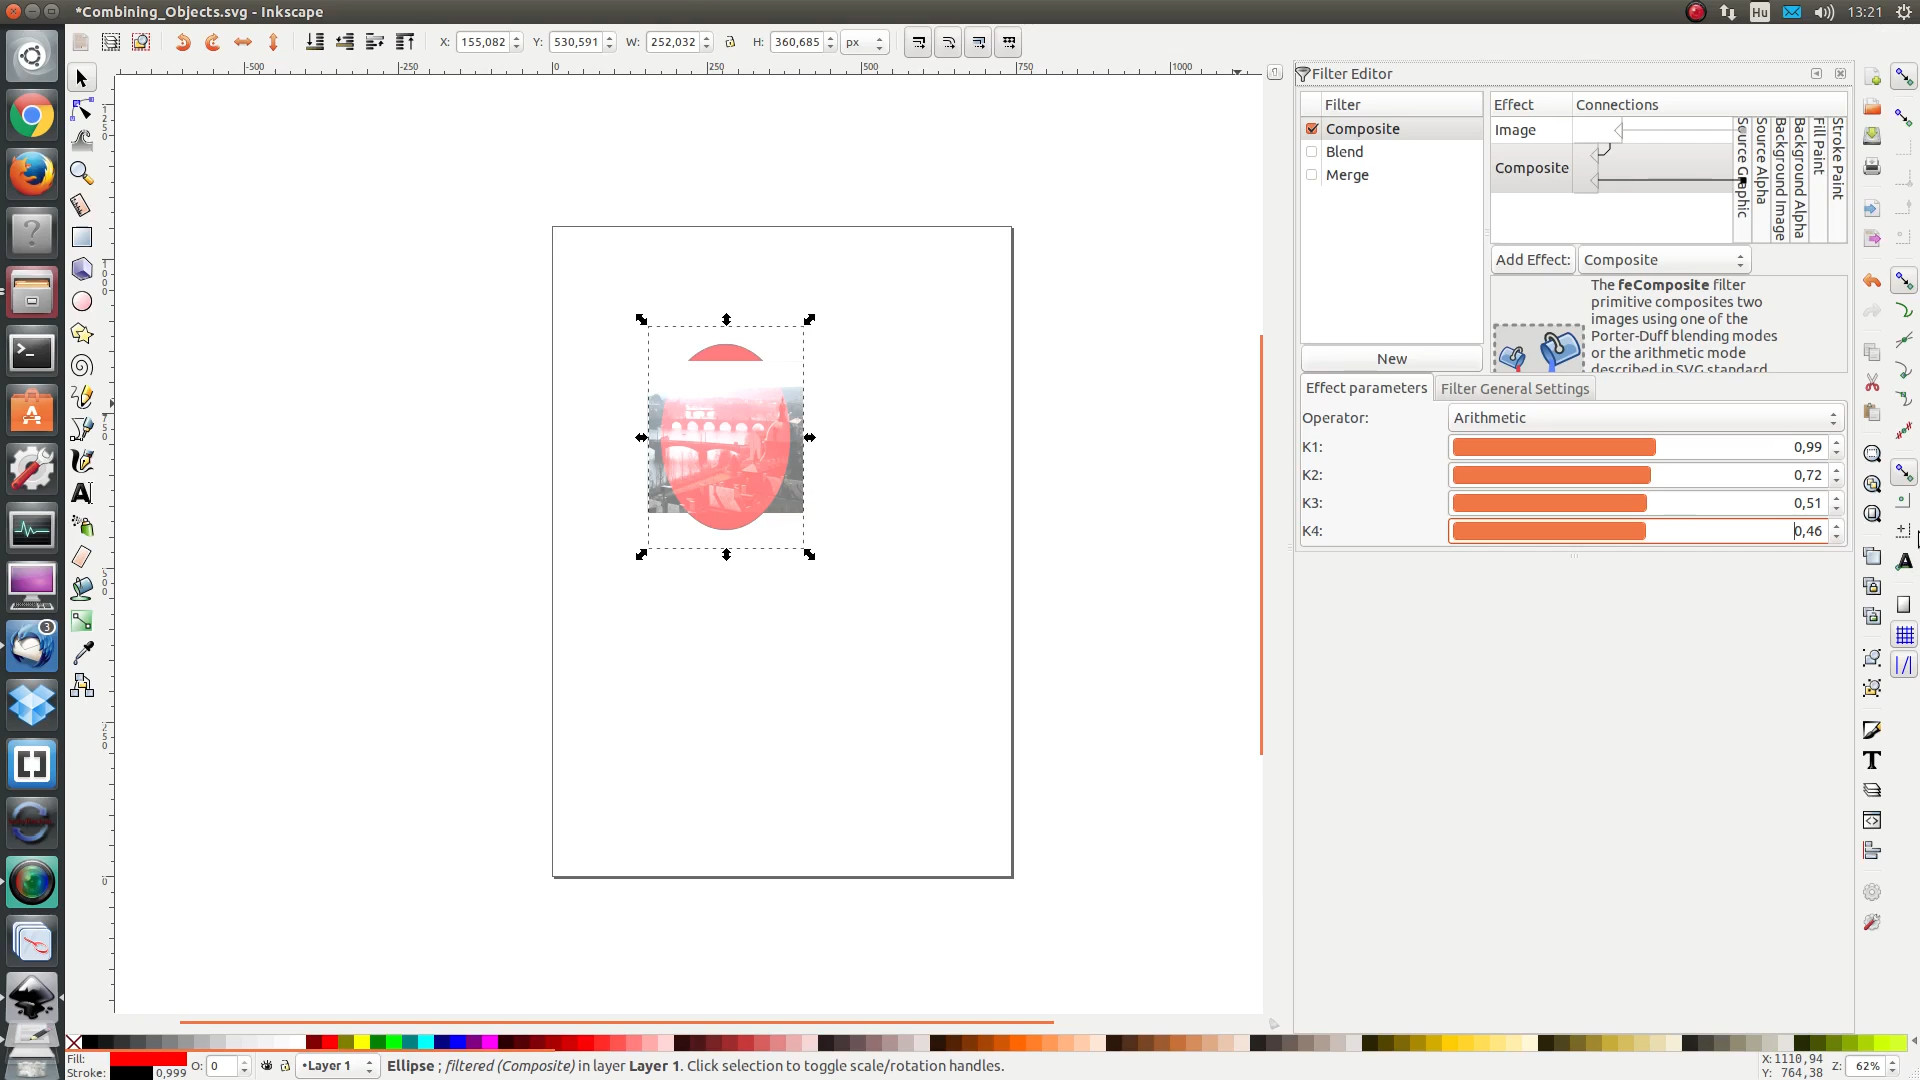 *Combining_Objects.svg - Inkscape
Hu
13:21
X: 155,082 Y: 530,591 W: 252,032 H: 360,685 px
-500 -250 0 250 500 750 1000
Filter Editor
Filter
Composite
Blend
Merge
New
Effect Connections
Image
Composite
Source Graphic
Source Alpha
Background Image
Background Alpha
Fill Paint
Stroke Paint
Add Effect: Composite
The feComposite filter
primitive composites two
images using one of the
Porter-Duff blending modes
or the arithmetic mode
described in SVG standard.
Effect parameters Filter General Settings
Operator: Arithmetic
K1: 0,99
K2: 0,72
K3: 0,51
K4: 0,46
3
Fill:
Stroke: 0,999
O: 0
•Layer 1
Ellipse ; filtered (Composite) in layer Layer 1. Click selection to toggle scale/rotation handles.
X: 1110,94
Y: 764,38
Z: 62%